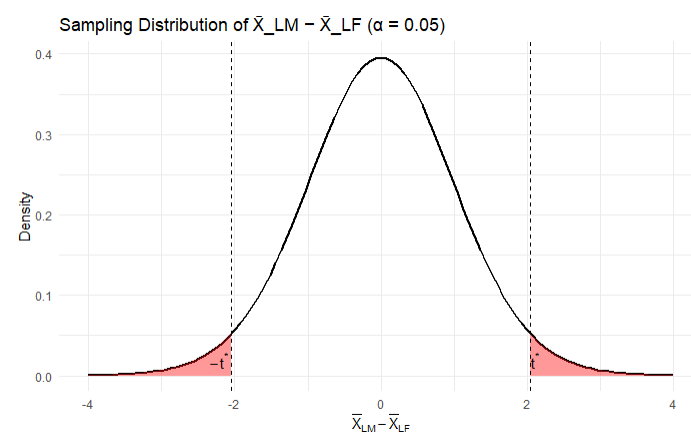 Sampling Distribution of X̄_LM − X̄_LF (α = 0.05)
0.4
0.3
0.2
0.1
0.0
Density
−t*
t*
-4
-2
0
2
4
X̄LM − X̄LF